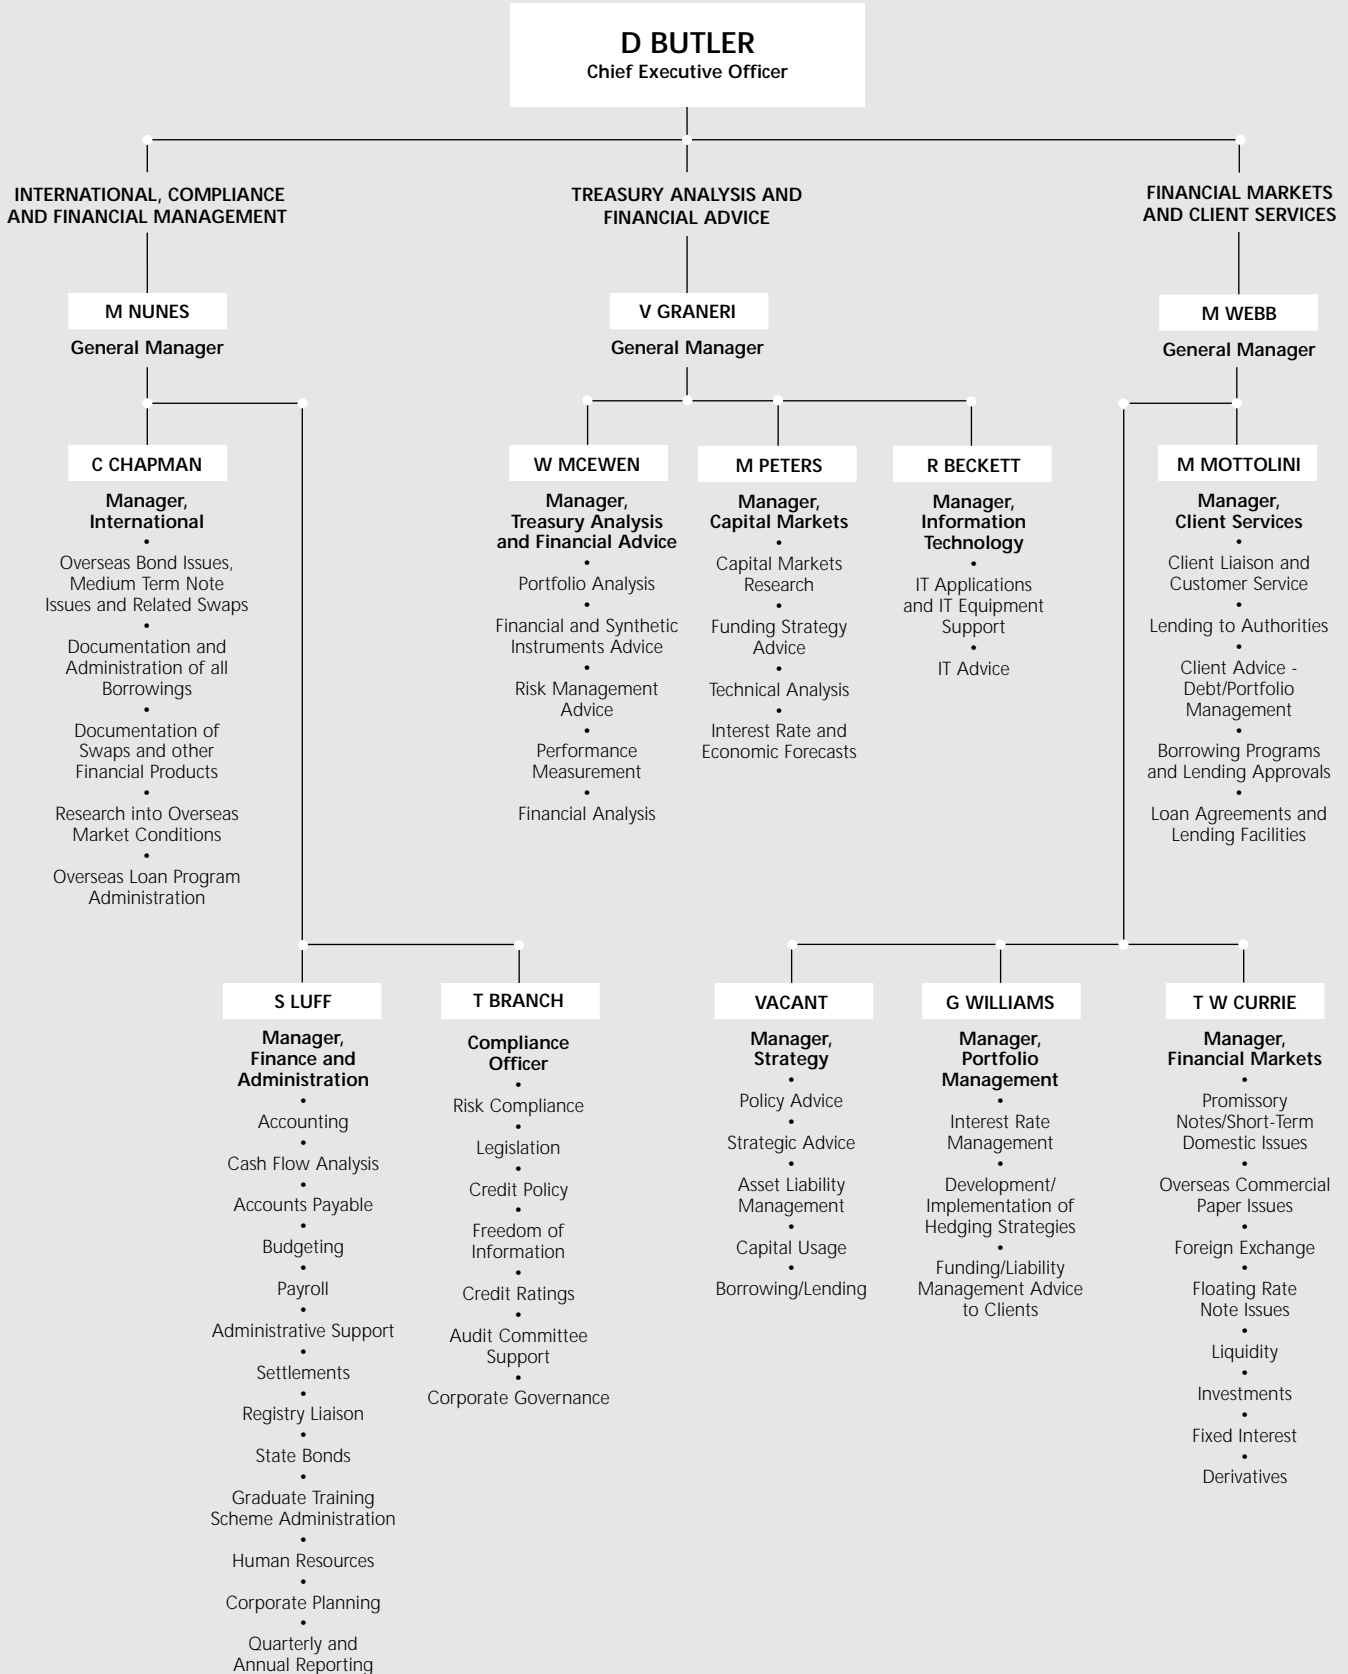 D BUTLER
Chief Executive Officer
INTERNATIONAL, COMPLIANCE
AND FINANCIAL MANAGEMENT
M NUNES
General Manager
TREASURY ANALYSIS AND
FINANCIAL ADVICE
V GRANERI
General Manager
FINANCIAL MARKETS
AND CLIENT SERVICES
M WEBB
General Manager
C CHAPMAN
Manager,
International
•
Overseas Bond Issues,
Medium Term Note
Issues and Related Swaps
•
Documentation and
Administration of all
Borrowings
•
Documentation of
Swaps and other
Financial Products
•
Research into Overseas
Market Conditions
•
Overseas Loan Program
Administration
W MCEWEN
Manager,
Treasury Analysis
and Financial Advice
•
Portfolio Analysis
•
Financial and Synthetic
Instruments Advice
•
Risk Management
Advice
•
Performance
Measurement
•
Financial Analysis
M PETERS
Manager,
Capital Markets
•
Capital Markets
Research
•
Funding Strategy
Advice
•
Technical Analysis
•
Interest Rate and
Economic Forecasts
R BECKETT
Manager,
Information
Technology
•
IT Applications
and IT Equipment
Support
•
IT Advice
M MOTTOLINI
Manager,
Client Services
•
Client Liaison and
Customer Service
•
Lending to Authorities
•
Client Advice -
Debt/Portfolio
Management
•
Borrowing Programs
and Lending Approvals
•
Loan Agreements and
Lending Facilities
S LUFF
Manager,
Finance and
Administration
•
Accounting
•
Cash Flow Analysis
•
Accounts Payable
•
Budgeting
•
Payroll
•
Administrative Support
•
Settlements
•
Registry Liaison
•
State Bonds
•
Graduate Training
Scheme Administration
•
Human Resources
•
Corporate Planning
•
Quarterly and
Annual Reporting
T BRANCH
Compliance
Officer
•
Risk Compliance
•
Legislation
•
Credit Policy
•
Freedom of
Information
•
Credit Ratings
•
Audit Committee
Support
•
Corporate Governance
VACANT
Manager,
Strategy
•
Policy Advice
•
Strategic Advice
•
Asset Liability
Management
•
Capital Usage
•
Borrowing/Lending
G WILLIAMS
Manager,
Portfolio
Management
•
Interest Rate
Management
•
Development/
Implementation of
Hedging Strategies
•
Funding/Liability
Management Advice
to Clients
T W CURRIE
Manager,
Financial Markets
•
Promissory
Notes/Short-Term
Domestic Issues
•
Overseas Commercial
Paper Issues
•
Foreign Exchange
•
Floating Rate
Note Issues
•
Liquidity
•
Investments
•
Fixed Interest
•
Derivatives